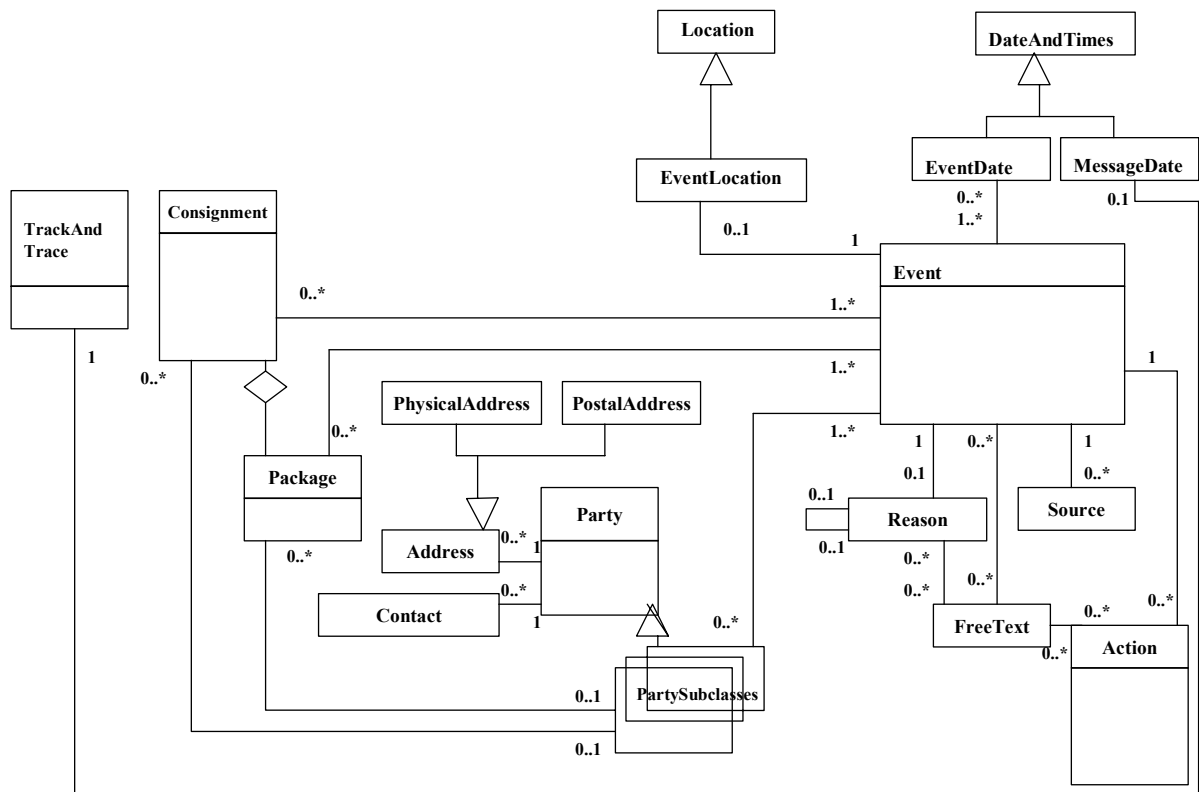 Location
DateAndTimes
EventLocation
EventDate
MessageDate
0..1
1
0..*
1..*
0.1
TrackAnd
Trace
Consignment
Event
0..*
1..*
1
0..*
1..*
1
PhysicalAddress
PostalAddress
0..*
1..*
1
0..*
1
Package
Party
0..1
0.1
0..*
Reason
Source
0..*
Address
0..*
1
0..1
0..*
Contact
0..*
1
0..*
0..*
0..*
0..*
FreeText
0..*
0..*
Action
0..1
PartySubclasses
0..1